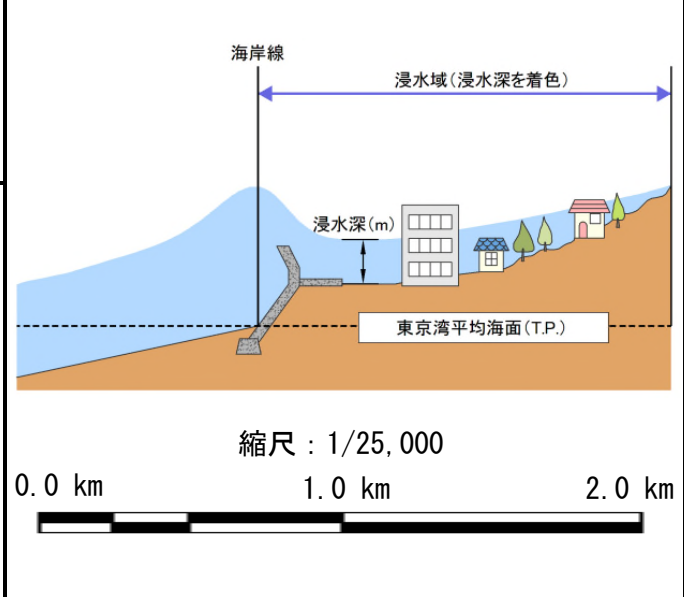 海岸線
浸水域(浸水深を着色)
浸水深(m)
東京湾平均海面(T.P.)
縮尺:1/25,000
0.0 km 1.0 km 2.0 km